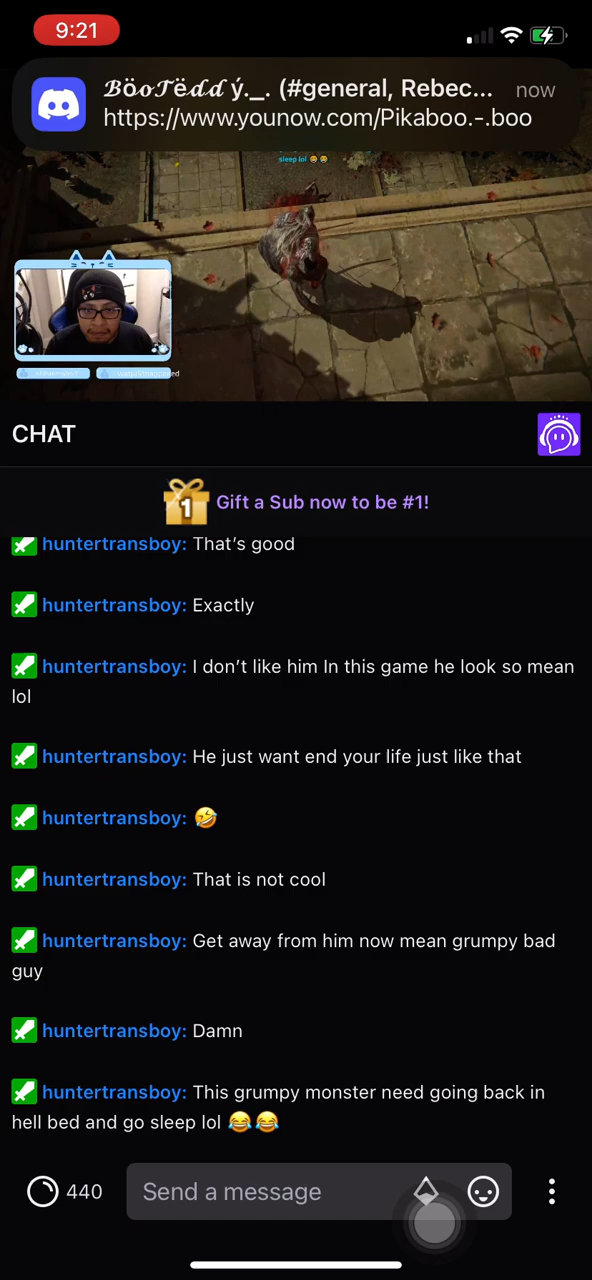 9:21
ℬöℴ𝒯ë𝒹𝒹 ý._. (#general, Rebec... now
https://www.younow.com/Pikaboo.-.boo
sleep lol 😂 😂
CHAT
1 Gift a Sub now to be #1!
huntertransboy: That's good
huntertransboy: Exactly
huntertransboy: I don't like him In this game he look so mean
lol
huntertransboy: He just want end your life just like that
huntertransboy: 🤣
huntertransboy: That is not cool
huntertransboy: Get away from him now mean grumpy bad
guy
huntertransboy: Damn
huntertransboy: This grumpy monster need going back in
hell bed and go sleep lol 😂 😂
440 Send a message